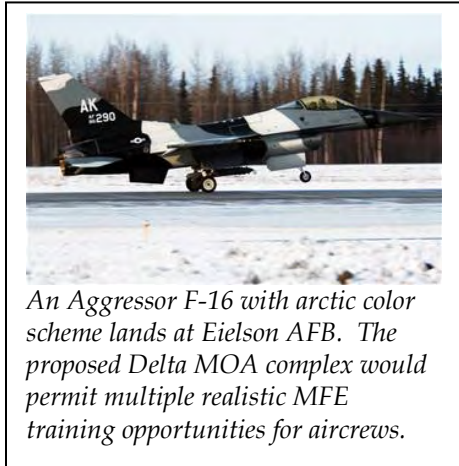 AK
290
An Aggressor F-16 with arctic color
scheme lands at Eielson AFB. The
proposed Delta MOA complex would
permit multiple realistic MFE
training opportunities for aircrews.